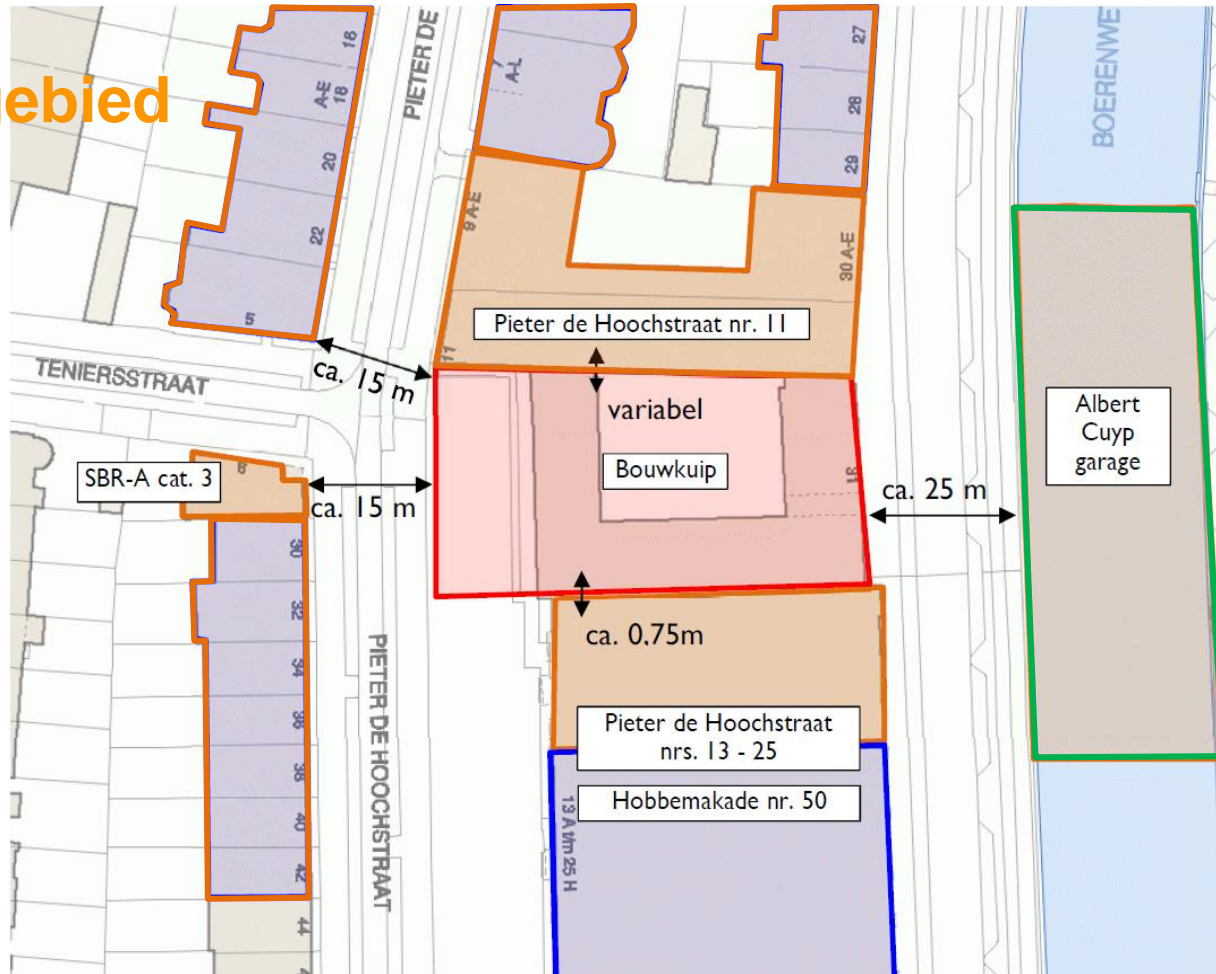 gebied
16
A-E
18
20
22
5
PIETER DE
A-L
27
28
29
BOERENWE
9 A-E
30 A-E
Pieter de Hoochstraat nr. 11
11
TENIERSSTRAAT
ca. 15 m
variabel
Bouwkuip
Albert
Cuyp
garage
SBR-A cat. 3
ca. 15 m
31
ca. 25 m
30
32
34
36
38
40
42
44
PIETER DE HOOCHSTRAAT
ca. 0,75m
Pieter de Hoochstraat
nrs. 13 - 25
Hobbemakade nr. 50
13 A t/m 25 H